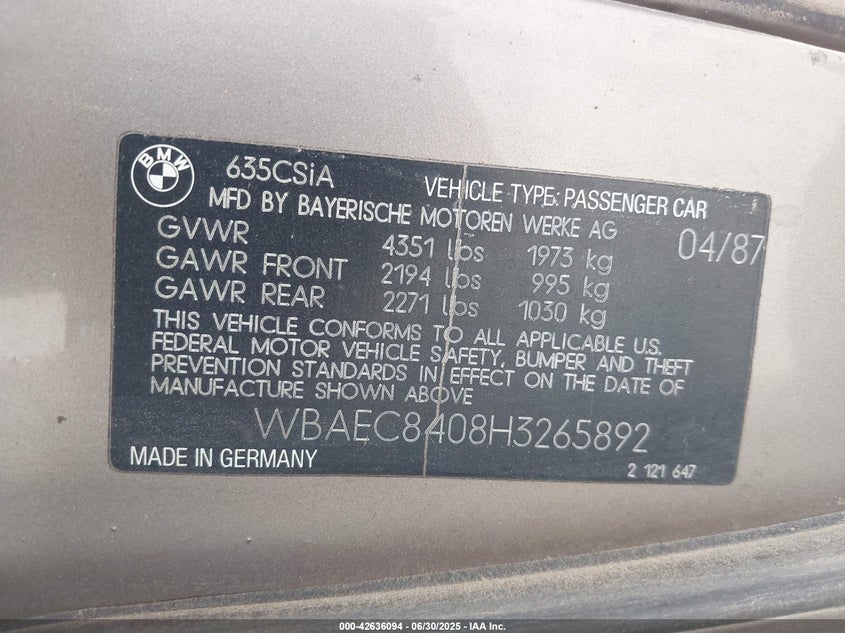 BMW
635CSiA
VEHICLE TYPE: PASSENGER CAR
MFD BY BAYERISCHE MOTOREN WERKE AG
GVWR 4351 lbs 1973 kg 04/87
GAWR FRONT 2194 lbs 995 kg
GAWR REAR 2271 lbs 1030 kg
THIS VEHICLE CONFORMS TO ALL APPLICABLE U.S.
FEDERAL MOTOR VEHICLE SAFETY, BUMPER AND THEFT
PREVENTION STANDARDS IN EFFECT ON THE DATE OF
MANUFACTURE SHOWN ABOVE
WBAEC8408H3265892
MADE IN GERMANY
2 121 647
000-42636094 - 06/30/2025 - IAA Inc.